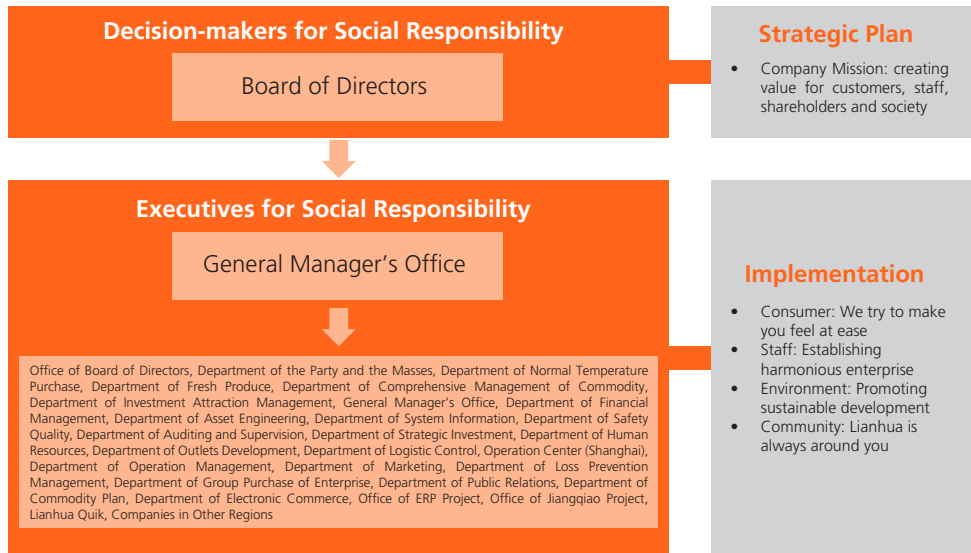 Decision-makers for Social Responsibility
Board of Directors
Strategic Plan
• Company Mission: creating
value for customers, staff,
shareholders and society
Executives for Social Responsibility
General Manager’s Office
Office of Board of Directors, Department of the Party and the Masses, Department of Normal Temperature
Purchase, Department of Fresh Produce, Department of Comprehensive Management of Commodity,
Department of Investment Attraction Management, General Manager’s Office, Department of Financial
Management, Department of Asset Engineering, Department of System Information, Department of Safety
Quality, Department of Auditing and Supervision, Department of Strategic Investment, Department of Human
Resources, Department of Outlets Development, Department of Logistic Control, Operation Center (Shanghai),
Department of Operation Management, Department of Marketing, Department of Loss Prevention
Management, Department of Group Purchase of Enterprise, Department of Public Relations, Department of
Commodity Plan, Department of Electronic Commerce, Office of ERP Project, Office of Jiangqiao Project,
Lianhua Quik, Companies in Other Regions
Implementation
• Consumer: We try to make
you feel at ease
• Staff: Establishing
harmonious enterprise
• Environment: Promoting
sustainable development
• Community: Lianhua is
always around you